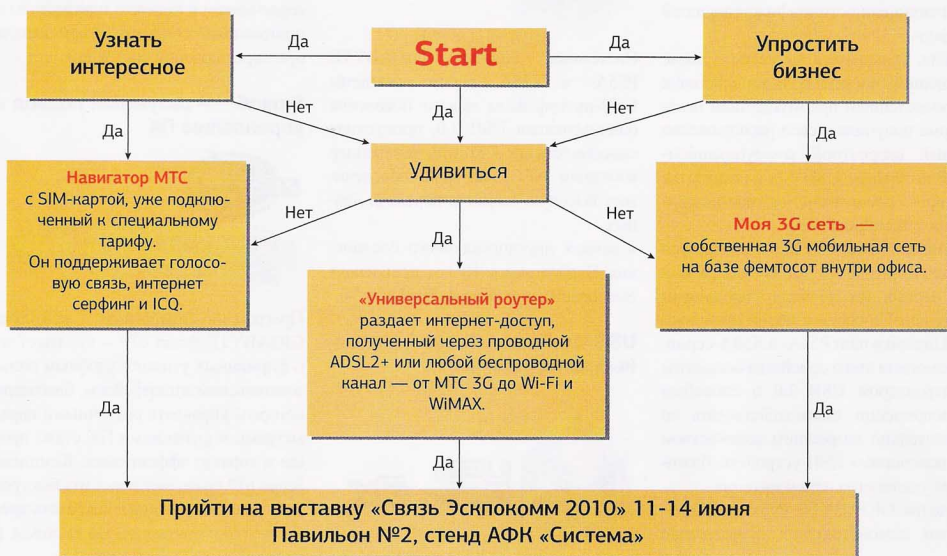 Узнать
интересное
Да
Start
Да
Упростить
бизнес
Да
Нет
Да
Нет
Да
Навигатор МТС
с SIM-картой, уже подклю-
ченный к специальному
тарифу.
Он поддерживает голосо-
вую связь, интернет
серфинг и ICQ.
Удивиться
Нет
Да
Нет
Моя 3G сеть —
собственная 3G мобильная сеть
на базе фемтосот внутри офиса.
«Универсальный роутер»
раздает интернет-доступ,
полученный через проводной
ADSL2+ или любой беспроводной
канал — от МТС 3G до Wi-Fi и
WiMAX.
Да
Да
Да
Прийти на выставку «Связь Эскпокомм 2010» 11-14 июня
Павильон №2, стенд АФК «Система»